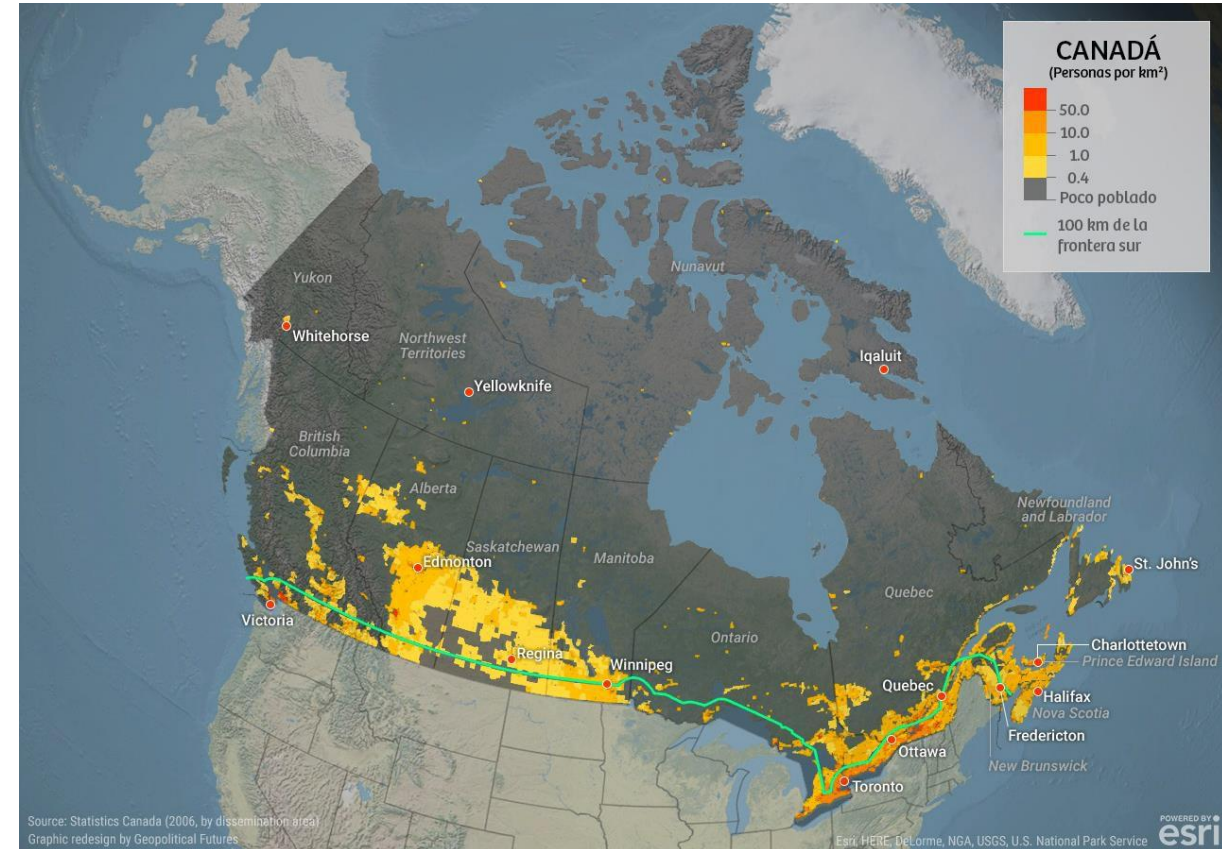 CANADÁ
(Personas por km²)
50.0
10.0
1.0
0.4
Poco poblado
100 km de la
frontera sur
Yukon
Nunavut
Whitehorse
Northwest
Territories
Iqaluit
Yellowknife
British
Columbia
Alberta
Newfoundland
and Labrador
Saskatchewan
Edmonton
Manitoba
St. John's
Quebec
Victoria
Ontario
Charlottetown
Regina
Prince Edward Island
Winnipeg
Quebec
Halifax
Nova Scotia
Fredericton
Ottawa
New Brunswick
Toronto
Source: Statistics Canada (2006, by dissemination area)
Graphic redesign by Geopolitical Futures
Esri, HERE, DeLorme, NGA, USGS, U.S. National Park Service
POWERED BY
esri